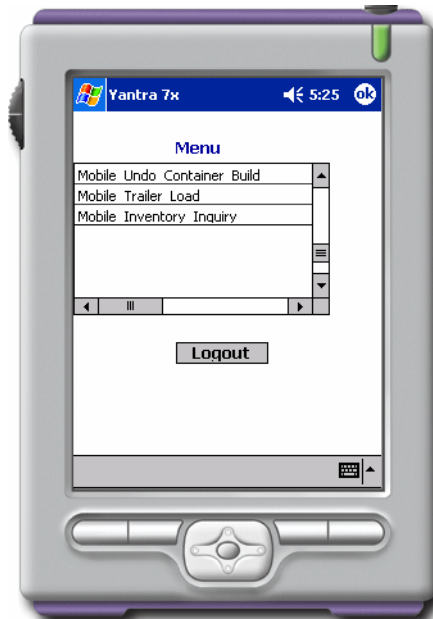 Yantra 7x 5:25 ok
Menu
Mobile Undo Container Build
Mobile Trailer Load
Mobile Inventory Inquiry
Logout